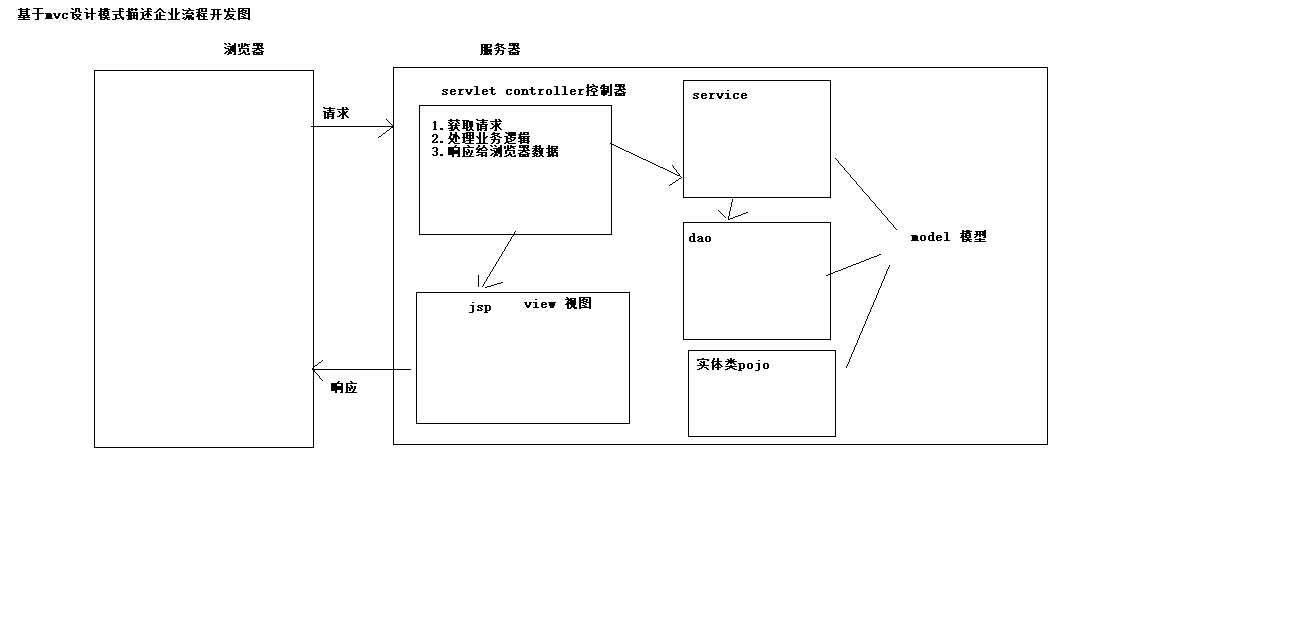 基于mvc设计模式描述企业流程开发图
浏览器
服务器
请求
servlet controller控制器
1.获取请求
2.处理业务逻辑
3.响应给浏览器数据
service
dao
model 模型
jsp
view 视图
实体类pojo
响应